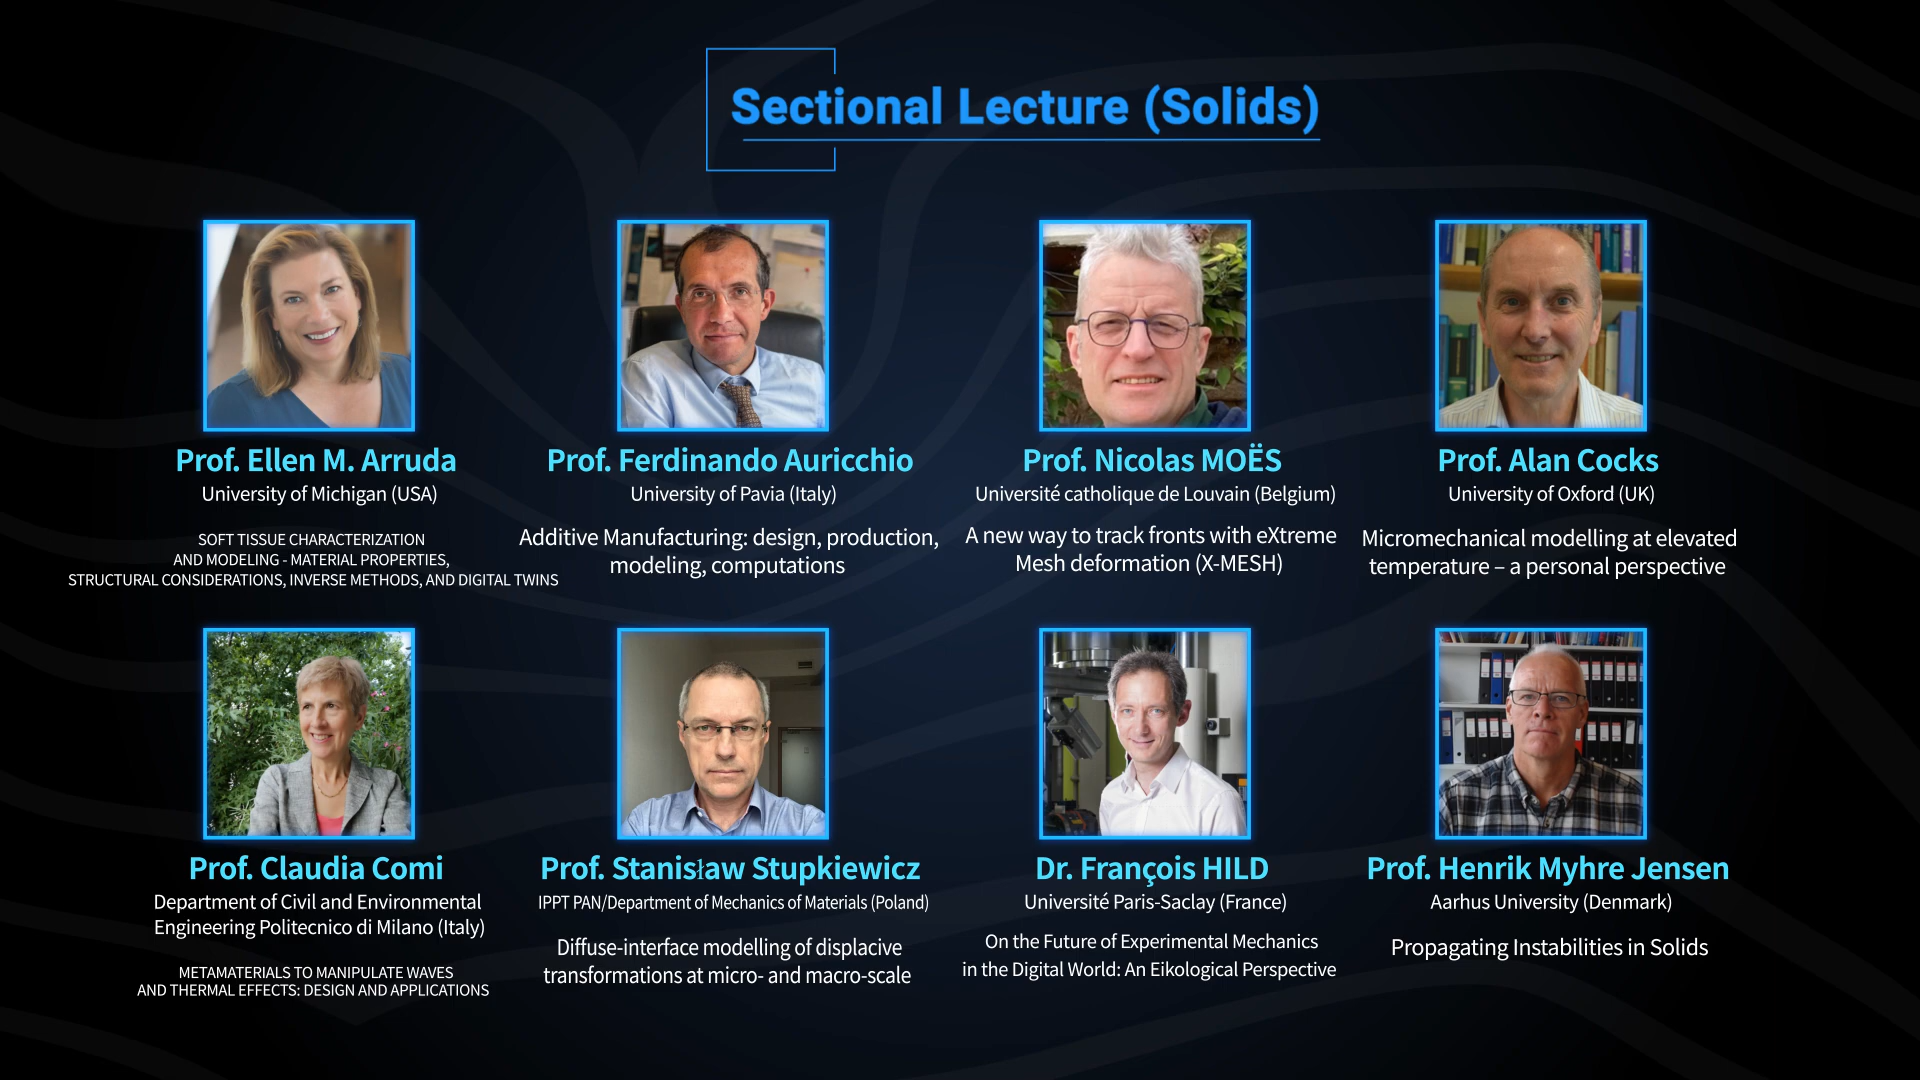 Sectional Lecture (Solids)
Prof. Ellen M. Arruda
University of Michigan (USA)
SOFT TISSUE CHARACTERIZATION
AND MODELING - MATERIAL PROPERTIES,
STRUCTURAL CONSIDERATIONS, INVERSE METHODS, AND DIGITAL TWINS
Prof. Ferdinando Auricchio
University of Pavia (Italy)
Additive Manufacturing: design, production,
modeling, computations
Prof. Nicolas MOËS
Université catholique de Louvain (Belgium)
A new way to track fronts with eXtreme
Mesh deformation (X-MESH)
Prof. Alan Cocks
University of Oxford (UK)
Micromechanical modelling at elevated
temperature – a personal perspective
Prof. Claudia Comi
Department of Civil and Environmental
Engineering Politecnico di Milano (Italy)
METAMATERIALS TO MANIPULATE WAVES
AND THERMAL EFFECTS: DESIGN AND APPLICATIONS
Prof. Stanisław Stupkiewicz
IPPT PAN/Department of Mechanics of Materials (Poland)
Diffuse-interface modelling of displacive
transformations at micro- and macro-scale
Dr. François HILD
Université Paris-Saclay (France)
On the Future of Experimental Mechanics
in the Digital World: An Eikological Perspective
Prof. Henrik Myhre Jensen
Aarhus University (Denmark)
Propagating Instabilities in Solids